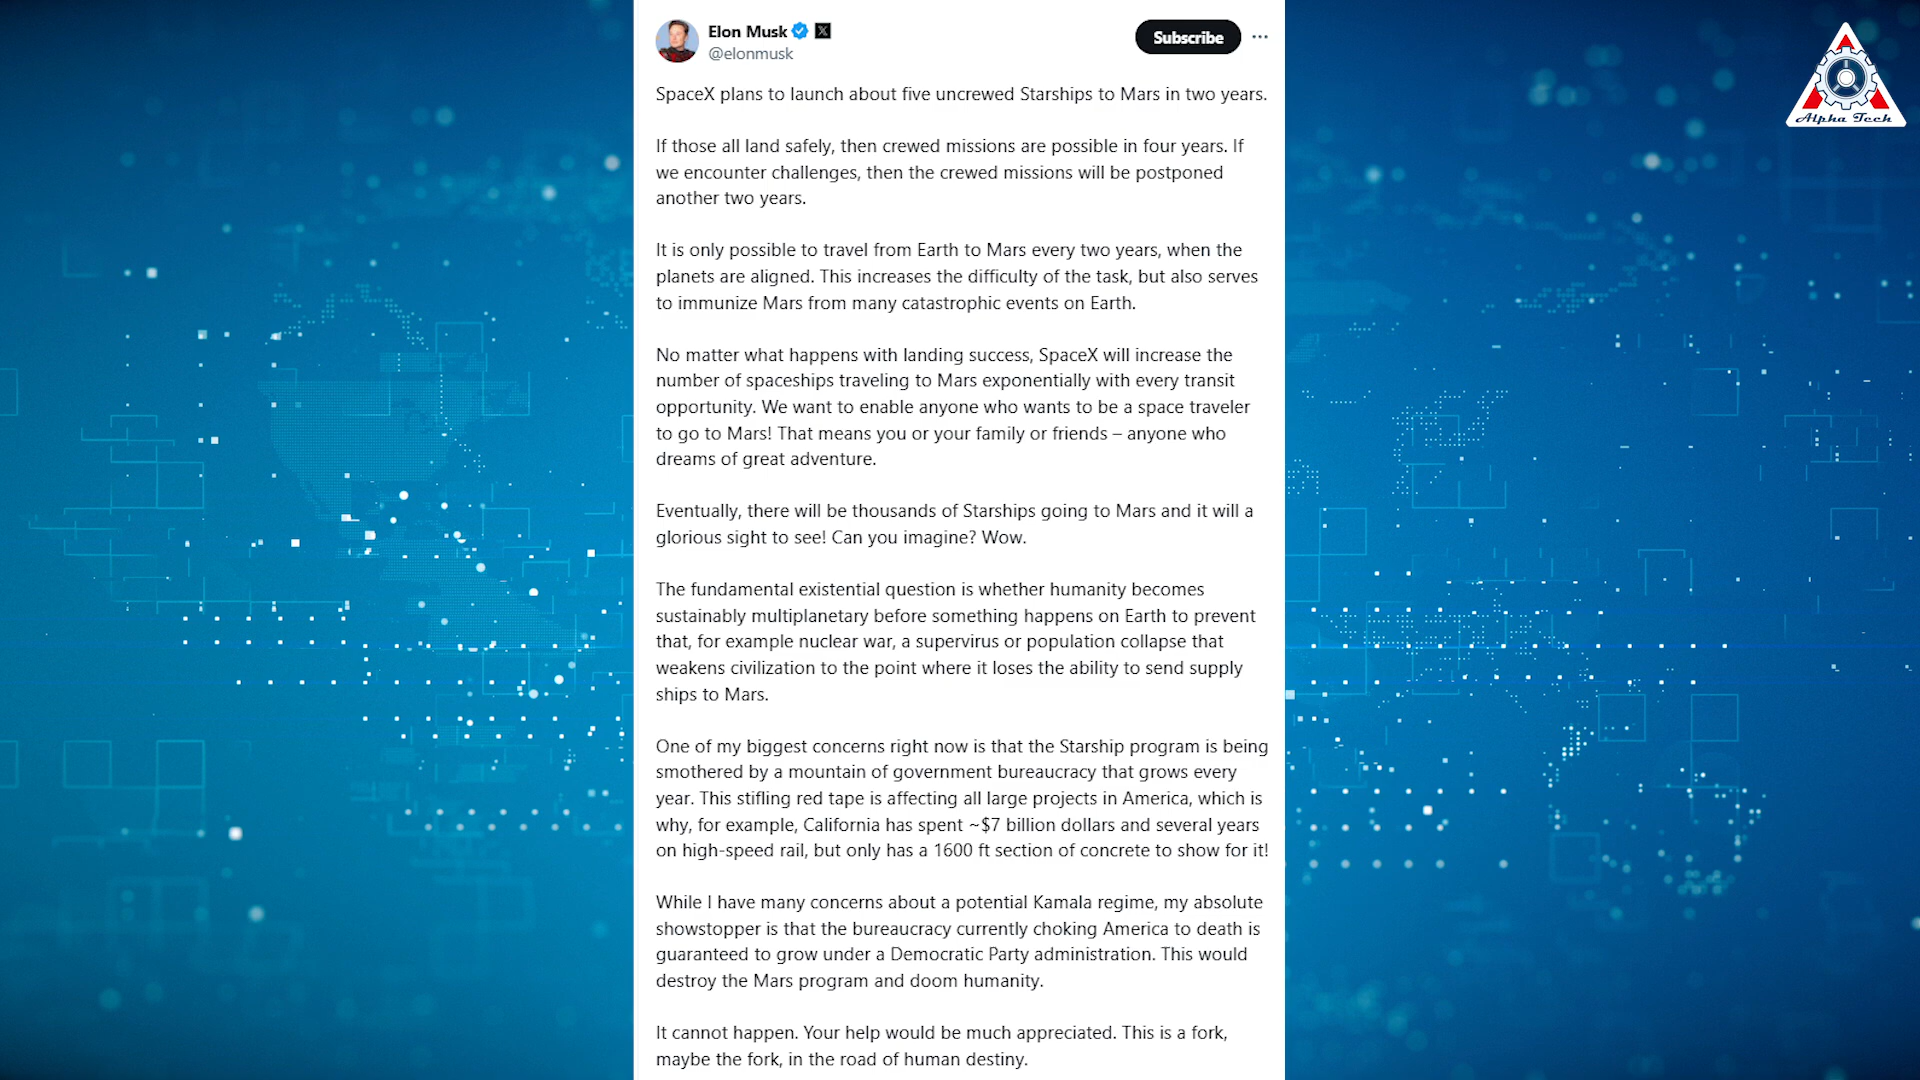 Elon Musk
@elonmusk
Subscribe
Alpha Tech
SpaceX plans to launch about five uncrewed Starships to Mars in two years.
If those all land safely, then crewed missions are possible in four years. If
we encounter challenges, then the crewed missions will be postponed
another two years.
It is only possible to travel from Earth to Mars every two years, when the
planets are aligned. This increases the difficulty of the task, but also serves
to immunize Mars from many catastrophic events on Earth.
No matter what happens with landing success, SpaceX will increase the
number of spaceships traveling to Mars exponentially with every transit
opportunity. We want to enable anyone who wants to be a space traveler
to go to Mars! That means you or your family or friends – anyone who
dreams of great adventure.
Eventually, there will be thousands of Starships going to Mars and it will a
glorious sight to see! Can you imagine? Wow.
The fundamental existential question is whether humanity becomes
sustainably multiplanetary before something happens on Earth to prevent
that, for example nuclear war, a supervirus or population collapse that
weakens civilization to the point where it loses the ability to send supply
ships to Mars.
One of my biggest concerns right now is that the Starship program is being
smothered by a mountain of government bureaucracy that grows every
year. This stifling red tape is affecting all large projects in America, which is
why, for example, California has spent ~$7 billion dollars and several years
on high-speed rail, but only has a 1600 ft section of concrete to show for it!
While I have many concerns about a potential Kamala regime, my absolute
showstopper is that the bureaucracy currently choking America to death is
guaranteed to grow under a Democratic Party administration. This would
destroy the Mars program and doom humanity.
It cannot happen. Your help would be much appreciated. This is a fork,
maybe the fork, in the road of human destiny.